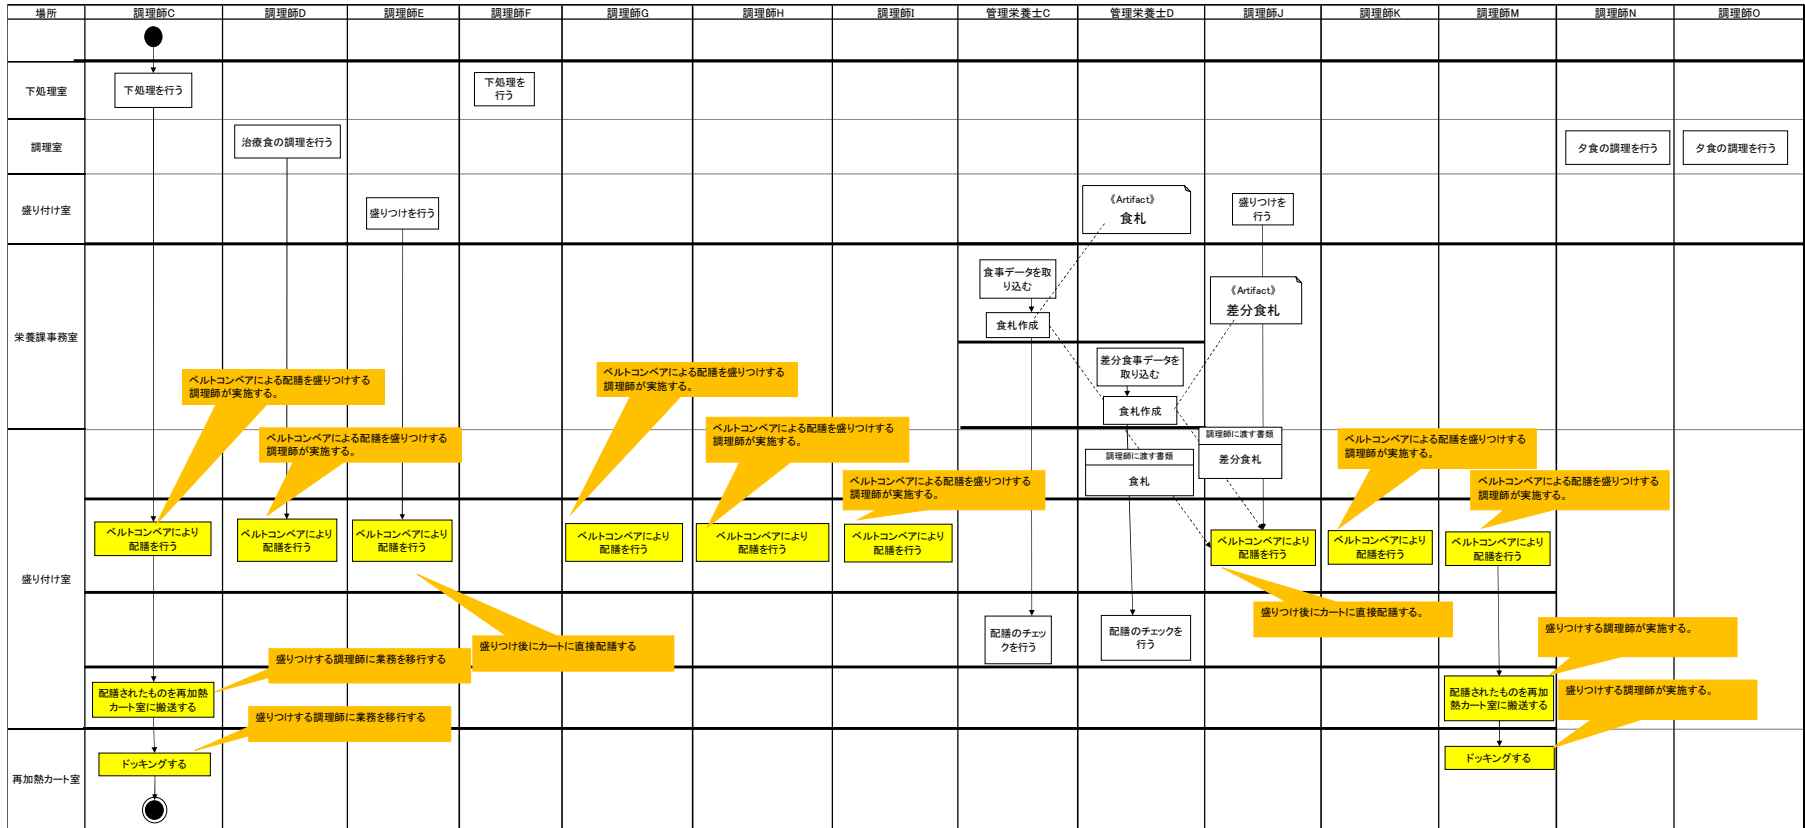 場所
調理師C
調理師D
調理師E
調理師F
調理師G
調理師H
調理師I
管理栄養士C
管理栄養士D
調理師J
調理師K
調理師M
調理師N
調理師O
下処理室
下処理を行う
下処理を
行う
調理室
治療食の調理を行う
夕食の調理を行う
夕食の調理を行う
盛り付け室
盛りつけを行う
《Artifact》
食札
盛りつけを
行う
栄養課事務室
食事データを取
り込む
食札作成
《Artifact》
差分食札
差分食事データを
取り込む
食札作成
ベルトコンベアによる配膳を盛りつけする
調理師が実施する。
ベルトコンベアによる配膳を盛りつけする
調理師が実施する。
ベルトコンベアによる配膳を盛りつけする
調理師が実施する。
ベルトコンベアによる配膳を盛りつけする
調理師が実施する。
ベルトコンベアによる配膳を盛りつけする
調理師が実施する。
調理師に渡す書類
食札
調理師に渡す書類
差分食札
ベルトコンベアによる配膳を盛りつけする
調理師が実施する。
ベルトコンベアによる配膳を盛りつけする
調理師が実施する。
盛り付け室
ベルトコンベアにより
配膳を行う
ベルトコンベアにより
配膳を行う
ベルトコンベアにより
配膳を行う
ベルトコンベアにより
配膳を行う
ベルトコンベアにより
配膳を行う
ベルトコンベアにより
配膳を行う
ベルトコンベアにより
配膳を行う
ベルトコンベアにより
配膳を行う
ベルトコンベアにより
配膳を行う
盛りつけ後にカートに直接配膳する
配膳のチェッ
クを行う
配膳のチェックを
行う
盛りつけ後にカートに直接配膳する。
盛りつけする調理師が実施する。
盛りつけする調理師に業務を移行する
配膳されたものを再加熱
カート室に搬送する
配膳されたものを再加
熱カート室に搬送する
盛りつけする調理師が実施する。
盛りつけする調理師に業務を移行する
再加熱カート室
ドッキングする
ドッキングする